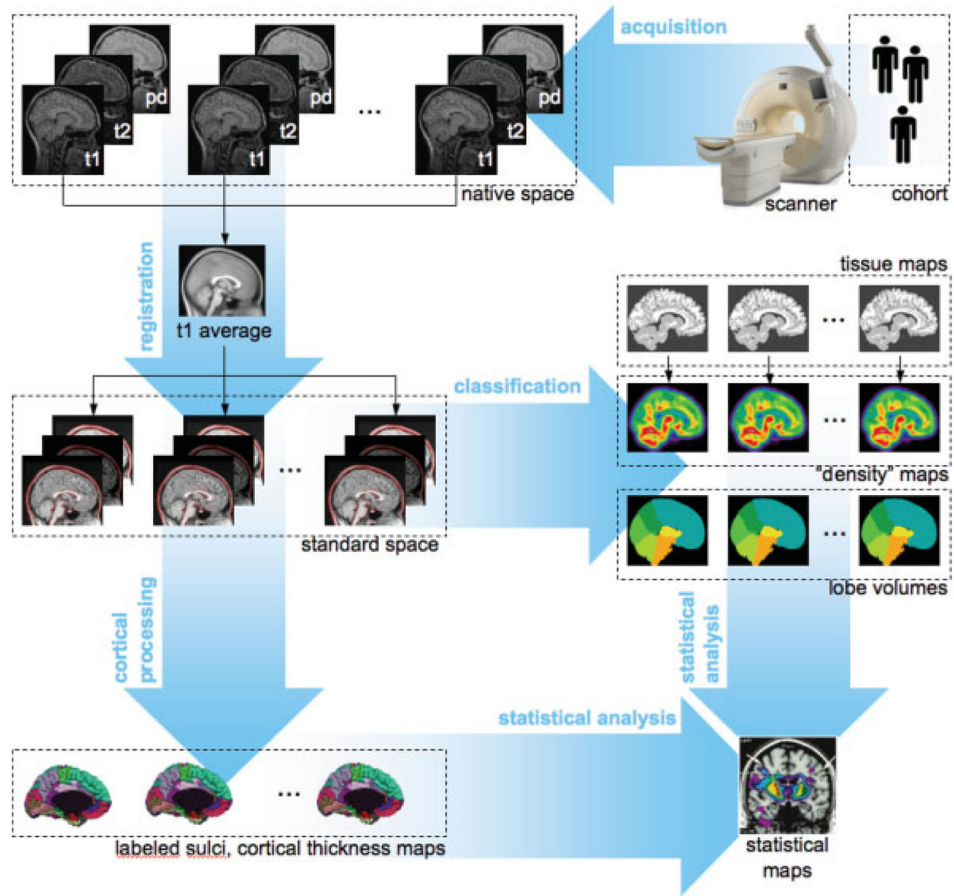 acquisition
pd
t2
t1
pd
t2
t1
...
pd
t2
t1
native space
scanner
cohort
registration
t1 average
tissue maps
...
classification
...
"density" maps
...
standard space
...
lobe volumes
cortical
processing
statistical
analysis
statistical analysis
...
labeled sulci, cortical thickness maps
statistical
maps